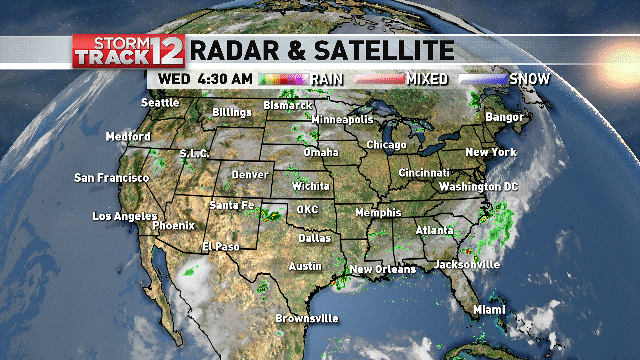 STORM
TRACK 12
RADAR & SATELLITE
WED 4:30 AM RAIN MIXED SNOW
Seattle
Billings
Bismarck
Minneapolis
Bangor
Medford
S.L.C.
Omaha
Chicago
New York
San Francisco
Denver
Wichita
Cincinnati
Washington DC
Los Angeles
Phoenix
Santa Fe
OKC
Memphis
Atlanta
El Paso
Dallas
Austin
New Orleans
Jacksonville
Brownsville
Miami